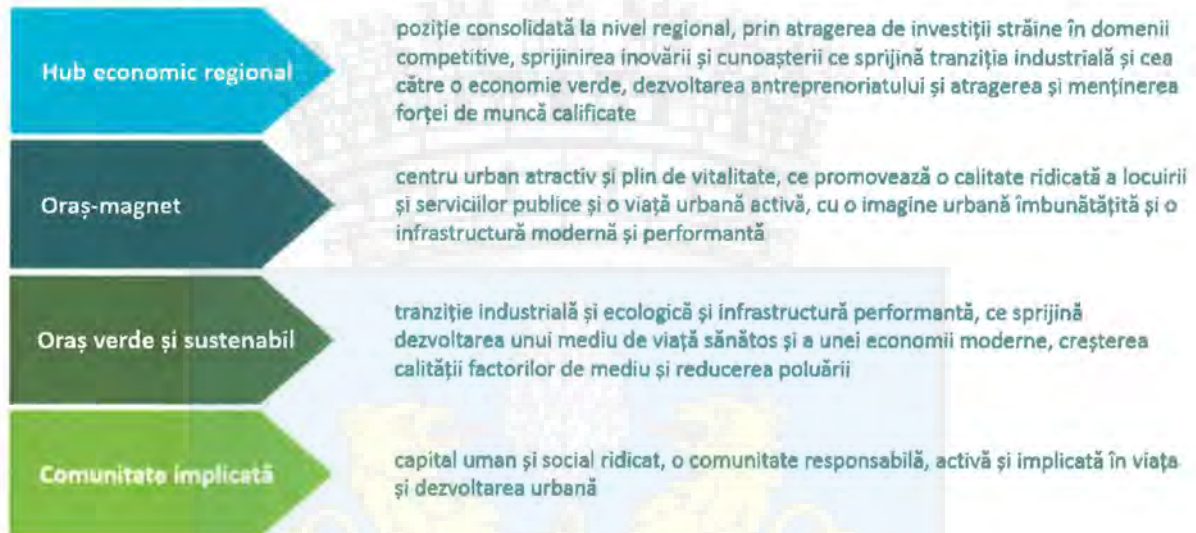 Hub economic regional
poziție consolidată la nivel regional, prin atragerea de investiții străine în domenii
competitive, sprijinirea inovării și cunoașterii ce sprijină tranziția industrială și cea
către o economie verde, dezvoltarea antreprenoriatului și atragerea și menținerea
forței de muncă calificate
Oraș-magnet
centru urban atractiv și plin de vitalitate, ce promovează o calitate ridicată a locuirii
și serviciilor publice și o viață urbană activă, cu o imagine urbană îmbunătățită și o
infrastructură modernă și performantă
Oraș verde și sustenabil
tranziție industrială și ecologică și infrastructură performantă, ce sprijină
dezvoltarea unui mediu de viață sănătos și a unei economii moderne, creșterea
calității factorilor de mediu și reducerea poluării
Comunitate implicată
capital uman și social ridicat, o comunitate responsabilă, activă și implicată în viața
și dezvoltarea urbană